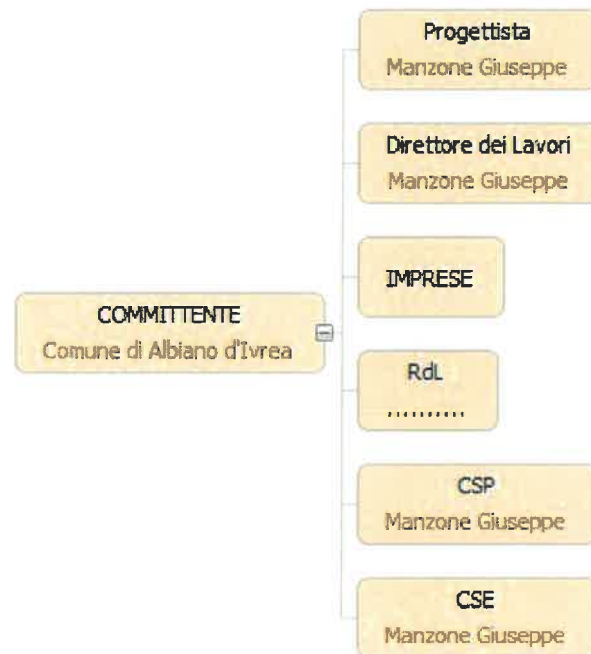 Progettista
Manzone Giuseppe
Direttore dei Lavori
Manzone Giuseppe
IMPRESE
COMMITTENTE
Comune di Albiano d'Ivrea
RdL
..........
CSP
Manzone Giuseppe
CSE
Manzone Giuseppe